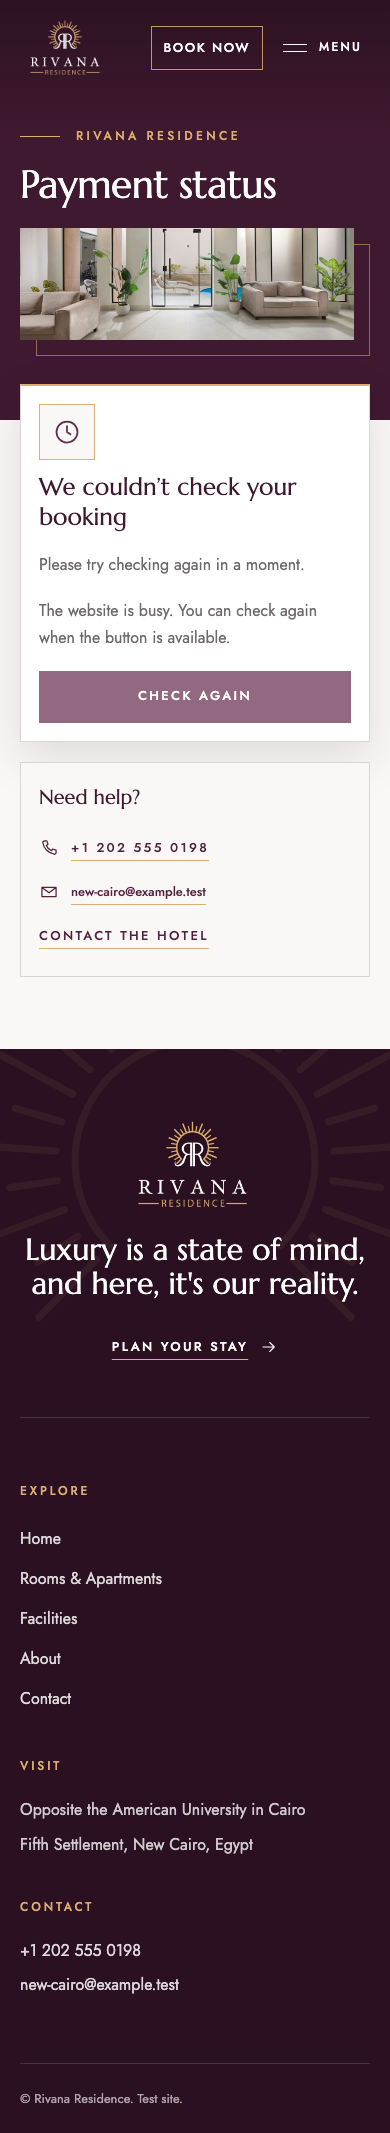 RIVANA
RESIDENCE
BOOK NOW
MENU
RIVANA RESIDENCE
Payment status
We couldn’t check your
booking
Please try checking again in a moment.
The website is busy. You can check again
when the button is available.
CHECK AGAIN
Need help?
+1 202 555 0198
new-cairo@example.test
CONTACT THE HOTEL
RIVANA
RESIDENCE
Luxury is a state of mind,
and here, it's our reality.
PLAN YOUR STAY
EXPLORE
Home
Rooms & Apartments
Facilities
About
Contact
VISIT
Opposite the American University in Cairo
Fifth Settlement, New Cairo, Egypt
CONTACT
+1 202 555 0198
new-cairo@example.test
© Rivana Residence. Test site.